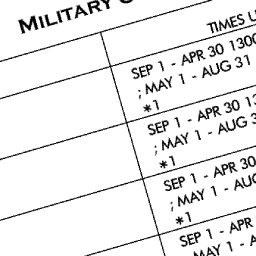 MILITARY
TIMES
SEP 1 - APR 30 1300
; MAY 1 - AUG 31
*1
SEP 1 - APR 30
; MAY 1 - AUG
*1
SEP 1 - APR 30
; MAY 1 - AUG
*1
SEP 1 - APR
; MAY 1 -